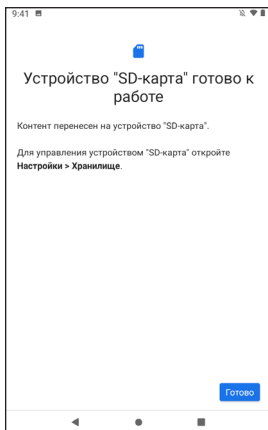 9:41
Устройство "SD-карта" готово к
работе
Контент перенесен на устройство "SD-карта".
Для управления устройством "SD-карта" откройте
Настройки > Хранилище.
Готово